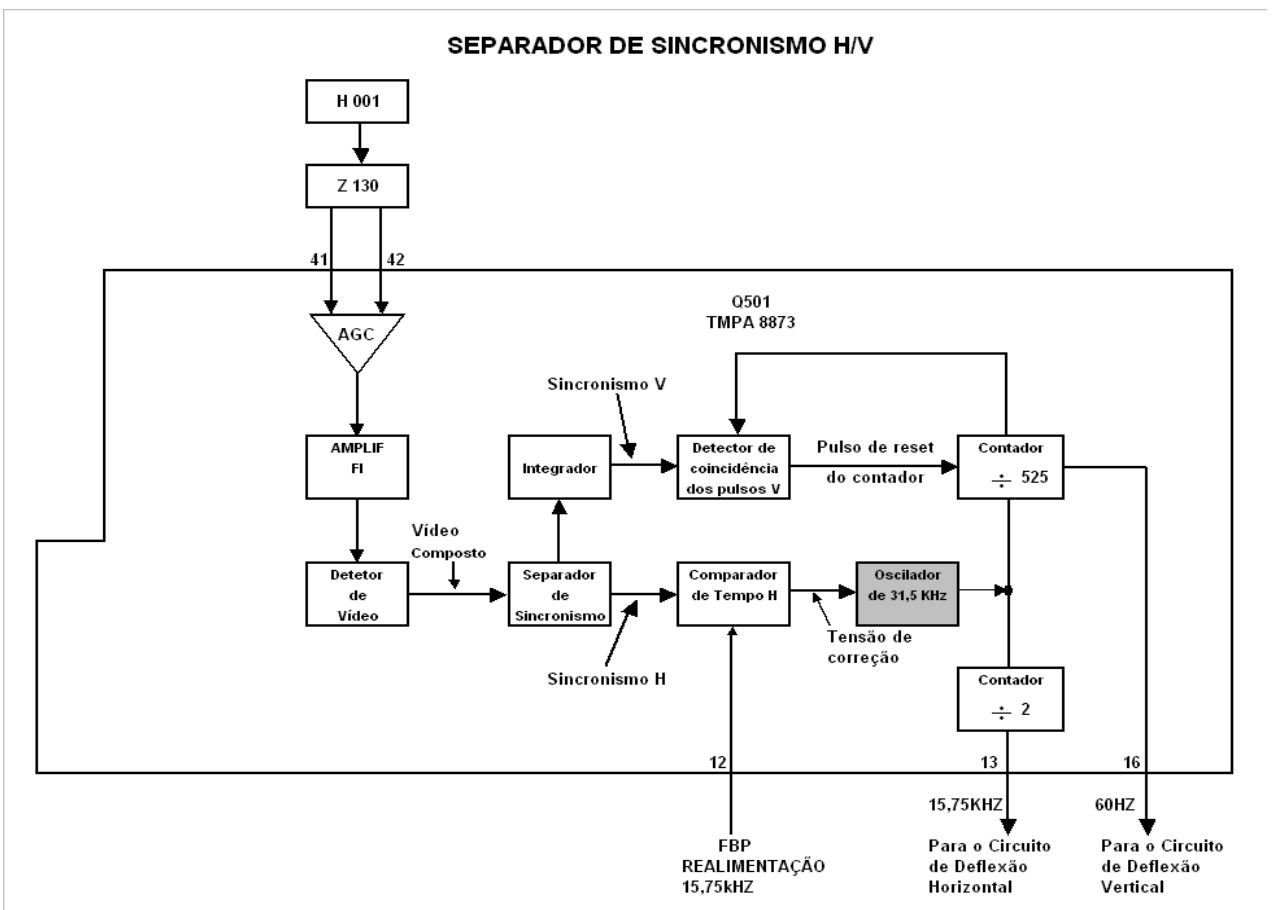 SEPARADOR DE SINCRONISMO H/V
H 001
Z 130
41
42
AGC
Q501
TMPA 8873
AMPLIF
FI
Sincronismo V
Integrador
Detector de
coincidência
dos pulsos V
Pulso de reset
do contador
Contador
÷ 525
Vídeo
Composto
Detetor
de
Vídeo
Separador
de
Sincronismo
Comparador
de Tempo H
Oscilador
de 31,5 KHz
Sincronismo H
Tensão de
correção
Contador
÷ 2
12
13
16
15,75KHZ
60HZ
FBP
REALIMENTAÇÃO
15,75kHZ
Para o Circuito
de Deflexão
Horizontal
Para o Circuito
de Deflexão
Vertical